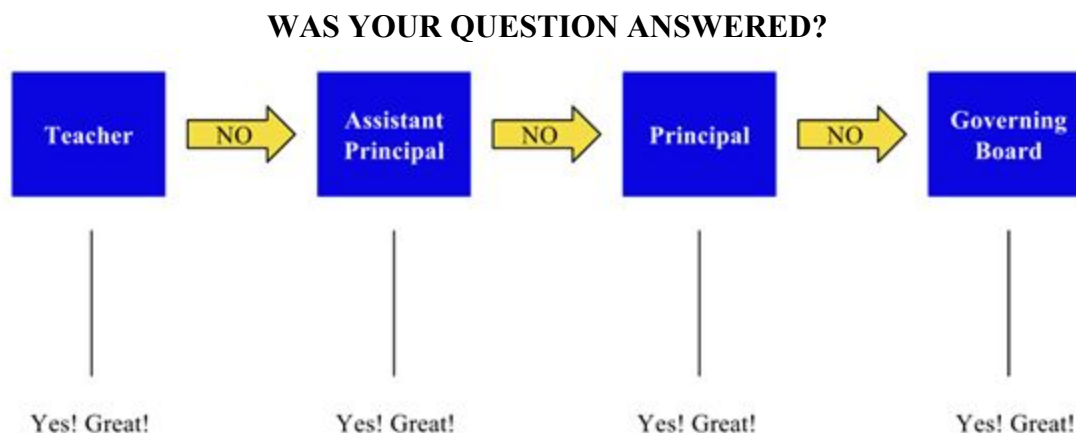 WAS YOUR QUESTION ANSWERED?
Teacher
NO
Assistant
Principal
NO
Principal
NO
Governing
Board
Yes! Great!
Yes! Great!
Yes! Great!
Yes! Great!